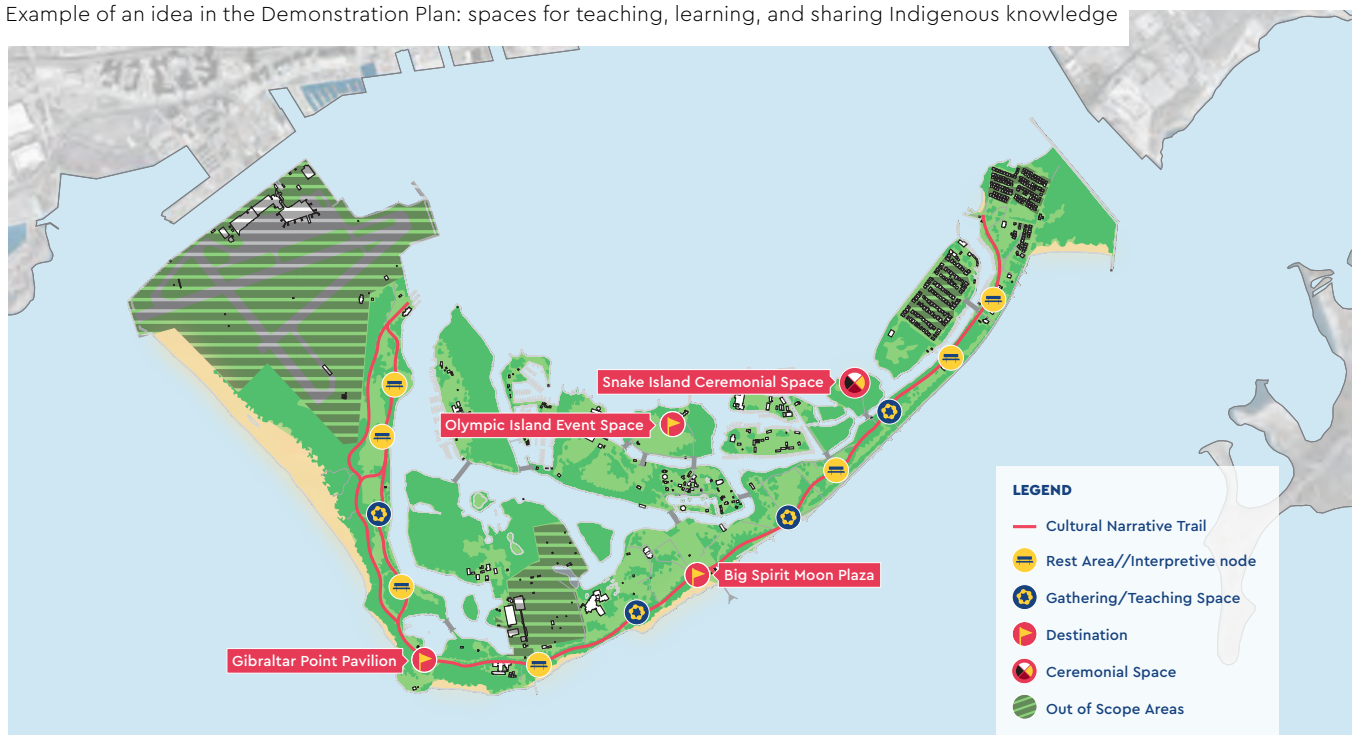 Example of an idea in the Demonstration Plan: spaces for teaching, learning, and sharing Indigenous knowledge
Snake Island Ceremonial Space
Olympic Island Event Space
Big Spirit Moon Plaza
Gibraltar Point Pavilion
LEGEND
Cultural Narrative Trail
Rest Area//Interpretive node
Gathering/Teaching Space
Destination
Ceremonial Space
Out of Scope Areas